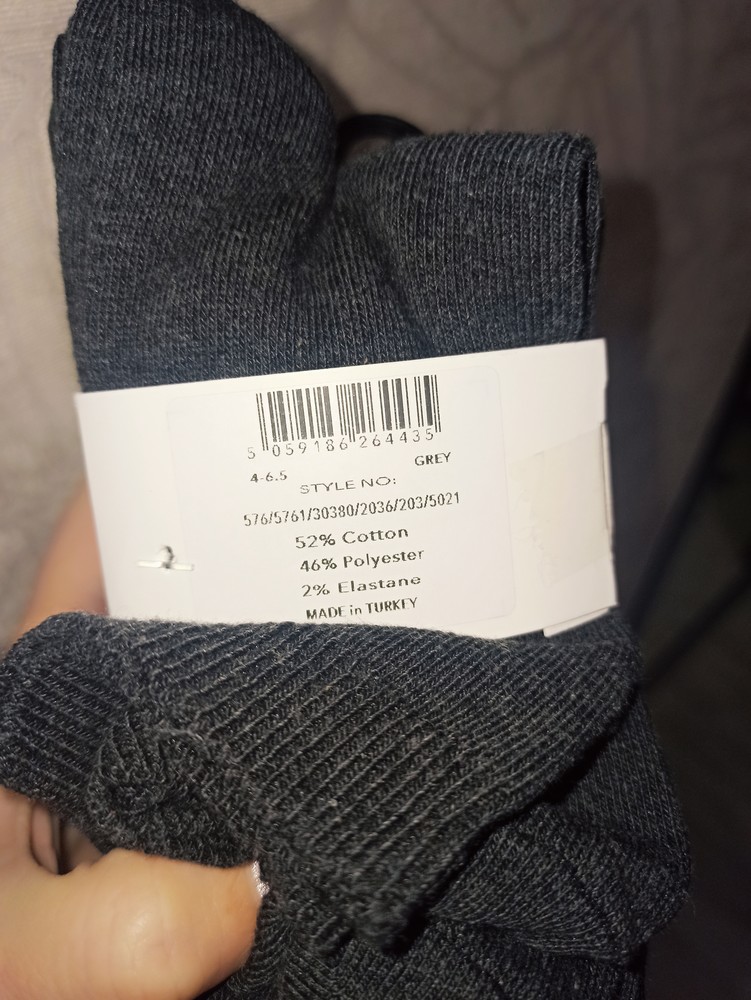 5 059186 264435
4-6.5 GREY
STYLE NO:
576/5761/30380/2036/203/5021
52% Cotton
46% Polyester
2% Elastane
MADE in TURKEY